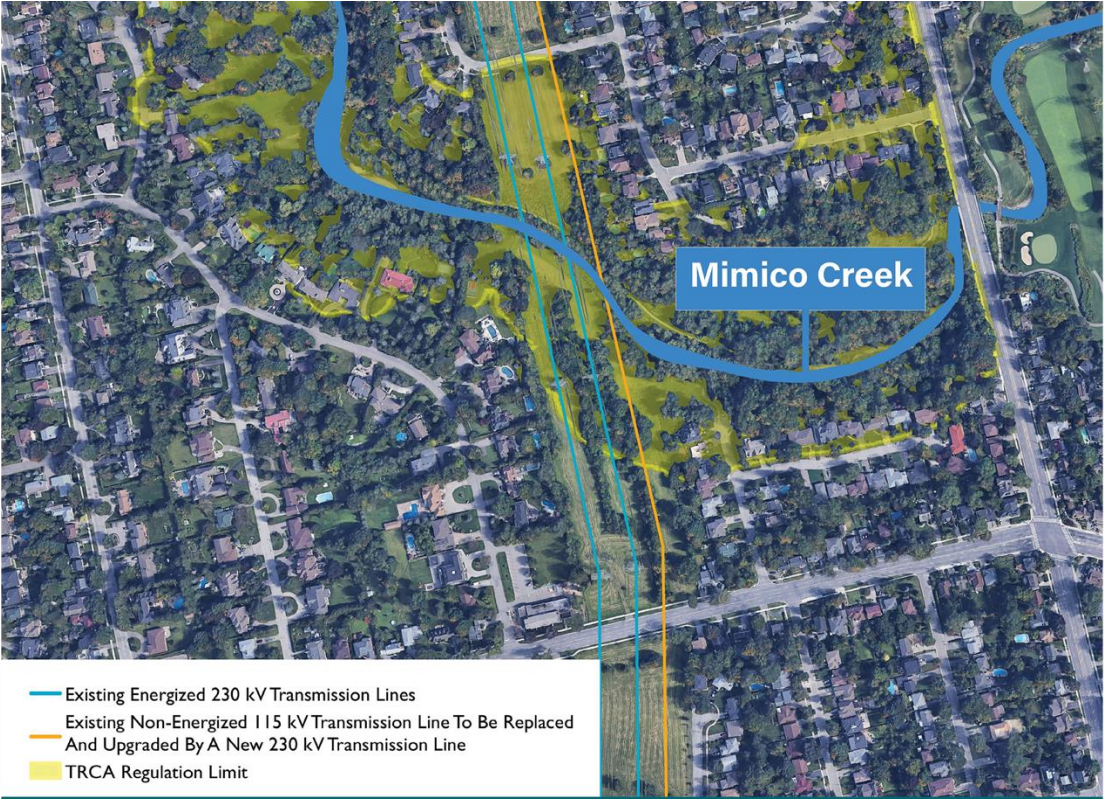 Mimico Creek
Existing Energized 230 kV Transmission Lines
Existing Non-Energized 115 kV Transmission Line To Be Replaced
And Upgraded By A New 230 kV Transmission Line
TRCA Regulation Limit